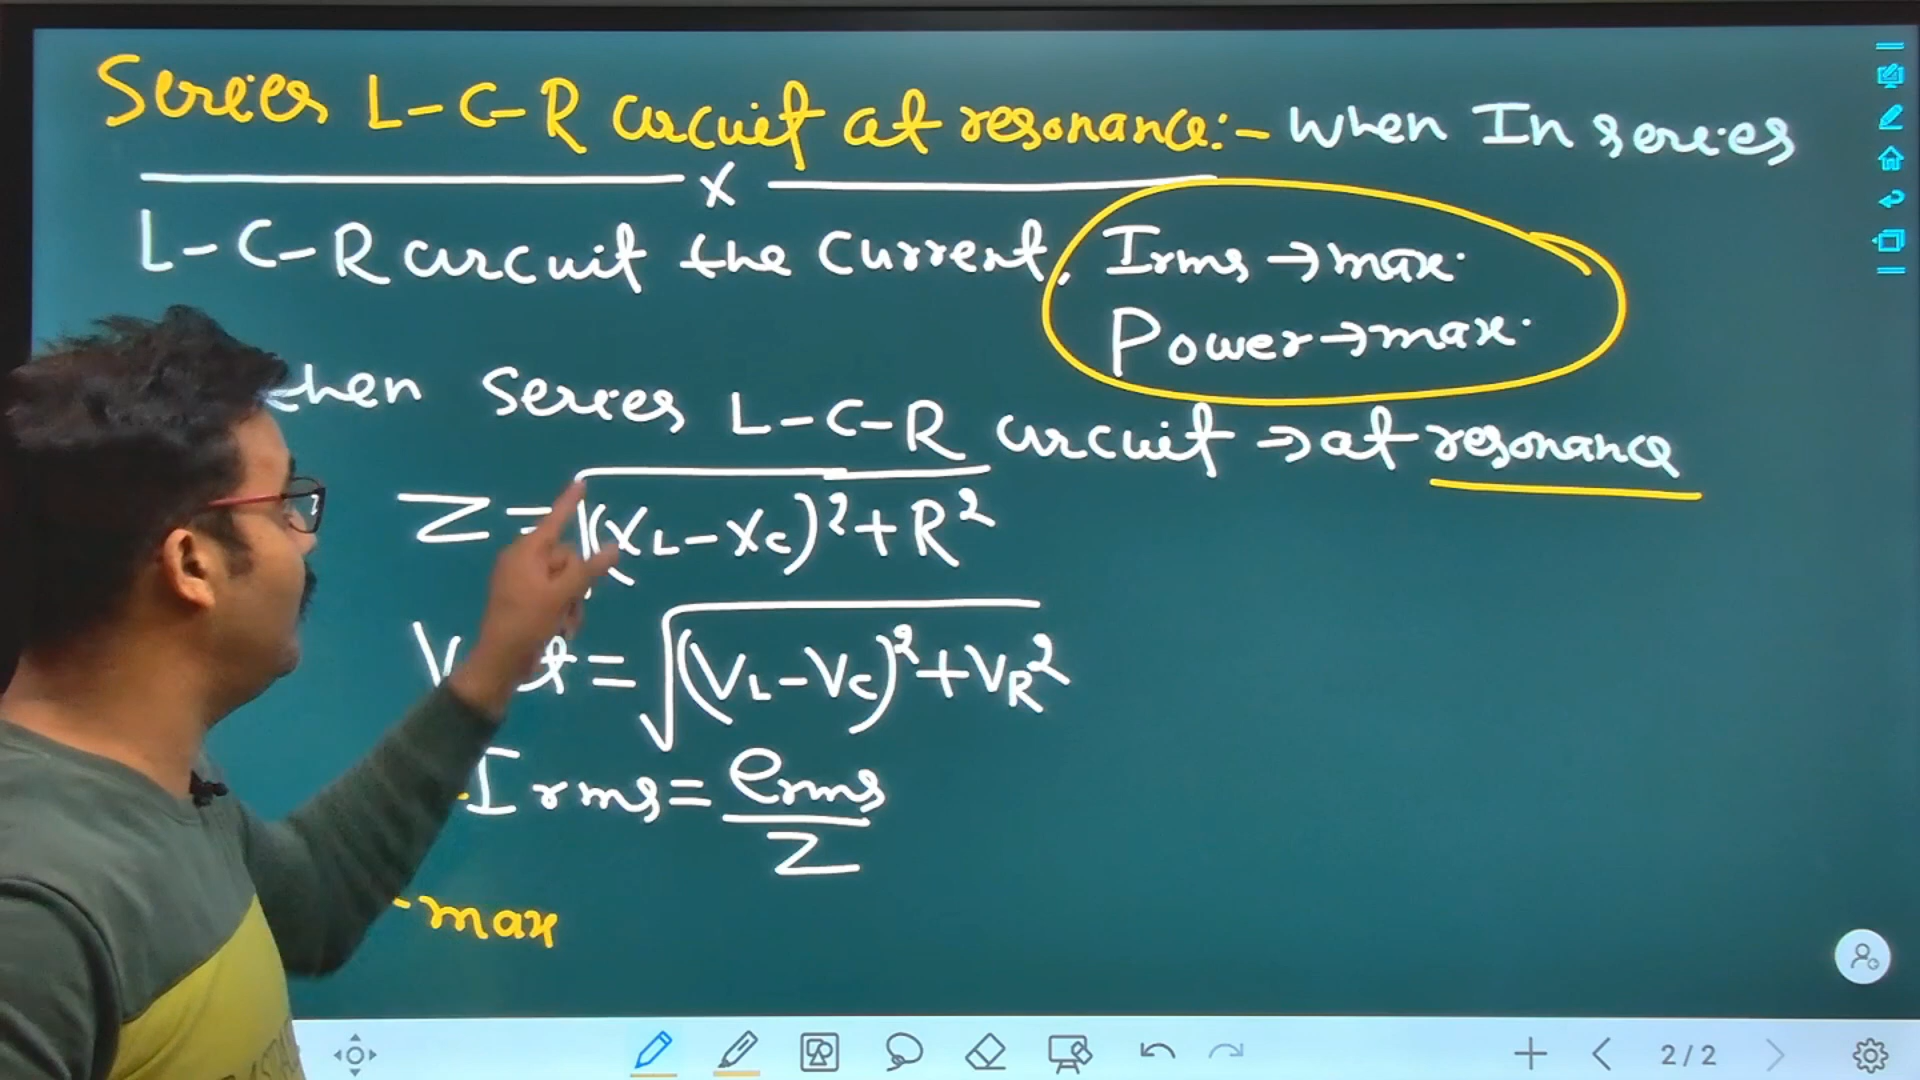 Series L-C-R circuit at resonance:- When In series
x
L-C-R circuit the current, Irms →max.
Power→max.
then series L-C-R circuit → at resonance
Z=√(XL-Xc)²+R²
=√(VL-Vc)²+VR²
Irms= erms
Z
-max
2/2